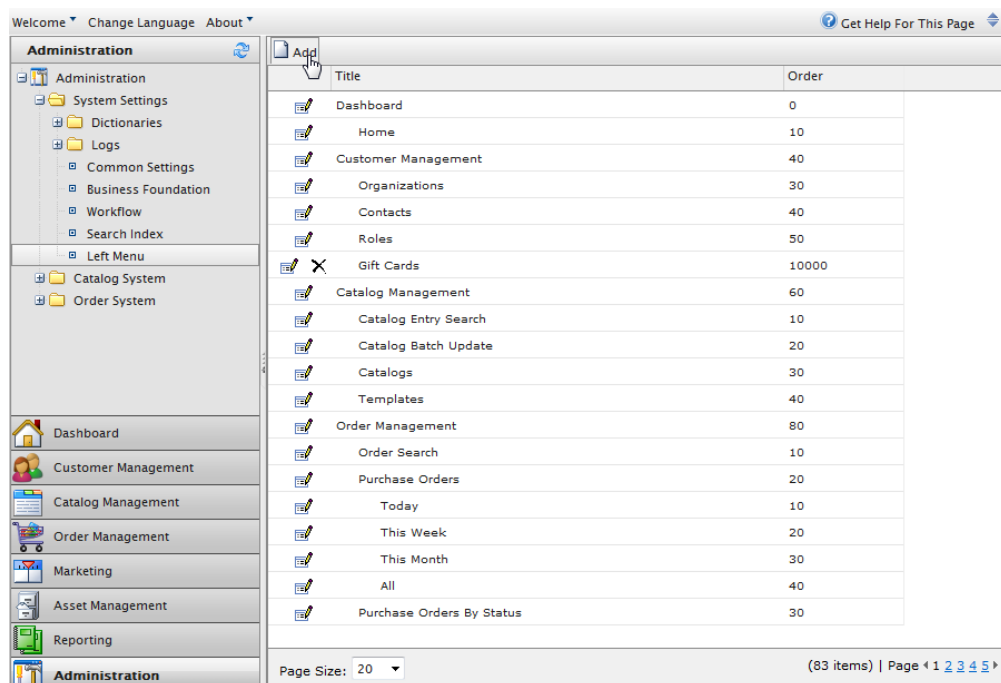 Welcome Change Language About
Get Help For This Page
Administration
Administration
System Settings
Dictionaries
Logs
Common Settings
Business Foundation
Workflow
Search Index
Left Menu
Catalog System
Order System
Dashboard
Customer Management
Catalog Management
Order Management
Marketing
Asset Management
Reporting
Administration
Add
Title Order
Dashboard 0
Home 10
Customer Management 40
Organizations 30
Contacts 40
Roles 50
Gift Cards 10000
Catalog Management 60
Catalog Entry Search 10
Catalog Batch Update 20
Catalogs 30
Templates 40
Order Management 80
Order Search 10
Purchase Orders 20
Today 10
This Week 20
This Month 30
All 40
Purchase Orders By Status 30
Page Size: 20
(83 items) | Page 1 2 3 4 5